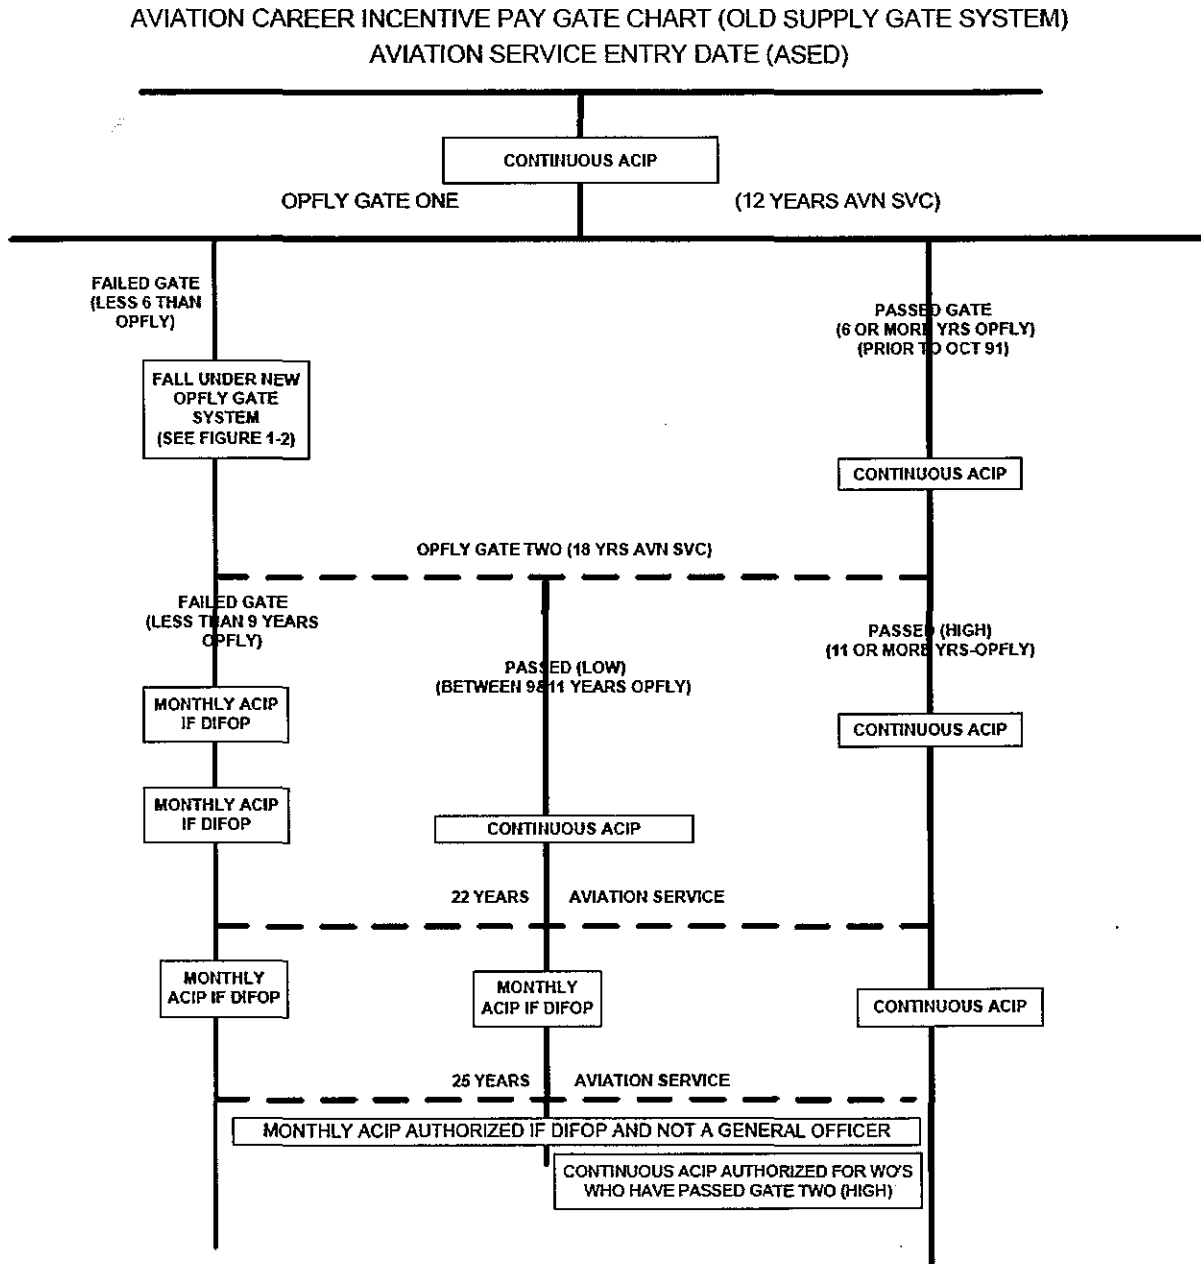 AVIATION CAREER INCENTIVE PAY GATE CHART (OLD SUPPLY GATE SYSTEM)
AVIATION SERVICE ENTRY DATE (ASED)
CONTINUOUS ACIP
OPFLY GATE ONE (12 YEARS AVN SVC)
FAILED GATE
(LESS 6 THAN
OPFLY)
PASSED GATE
(6 OR MORE YRS OPFLY)
(PRIOR TO OCT 91)
FALL UNDER NEW
OPFLY GATE
SYSTEM
(SEE FIGURE 1-2)
CONTINUOUS ACIP
OPFLY GATE TWO (18 YRS AVN SVC)
FAILED GATE
(LESS THAN 9 YEARS
OPFLY)
PASSED (LOW)
(BETWEEN 9&11 YEARS OPFLY)
PASSED (HIGH)
(11 OR MORE YRS-OPFLY)
MONTHLY ACIP
IF DIFOP
CONTINUOUS ACIP
MONTHLY ACIP
IF DIFOP
CONTINUOUS ACIP
22 YEARS AVIATION SERVICE
MONTHLY
ACIP IF DIFOP
MONTHLY
ACIP IF DIFOP
CONTINUOUS ACIP
25 YEARS AVIATION SERVICE
MONTHLY ACIP AUTHORIZED IF DIFOP AND NOT A GENERAL OFFICER
CONTINUOUS ACIP AUTHORIZED FOR WO'S
WHO HAVE PASSED GATE TWO (HIGH)